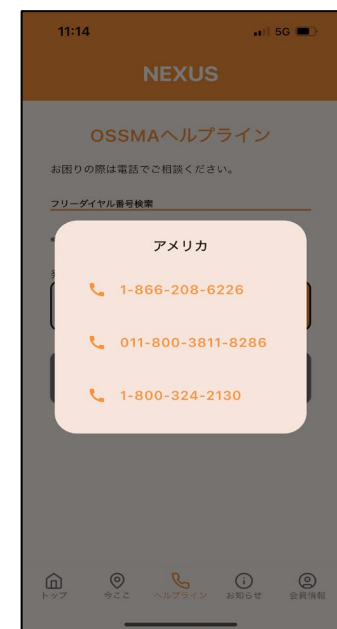 11:14
5G
NEXUS
OSSMAヘルプライン
お困りの際は電話でご相談ください。
フリーダイヤル番号検索
アメリカ
1-866-208-6226
011-800-3811-8286
1-800-324-2130
トップ
今ここ
ヘルプライン
お知らせ
会員情報